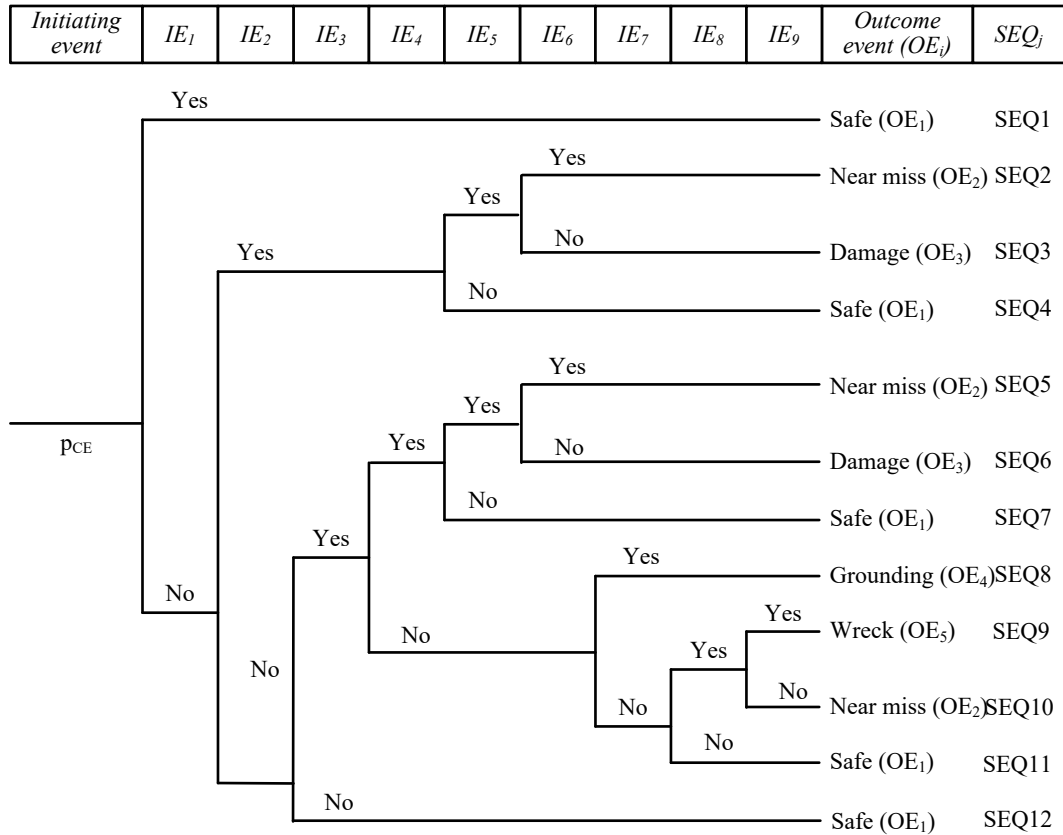 Initiating event IE1 IE2 IE3 IE4 IE5 IE6 IE7 IE8 IE9 Outcome event (OEi) SEQj
Yes
Safe (OE1) SEQ1
Yes
Near miss (OE2) SEQ2
Yes
No
Damage (OE3) SEQ3
Yes
No
Safe (OE1) SEQ4
Yes
Near miss (OE2) SEQ5
Yes
pCE
Yes
No
Damage (OE3) SEQ6
No
Safe (OE1) SEQ7
Yes
Yes
Grounding (OE4) SEQ8
No
Yes
Wreck (OE5) SEQ9
No
No
Yes
No
Near miss (OE2) SEQ10
No
No
Safe (OE1) SEQ11
No
Safe (OE1) SEQ12